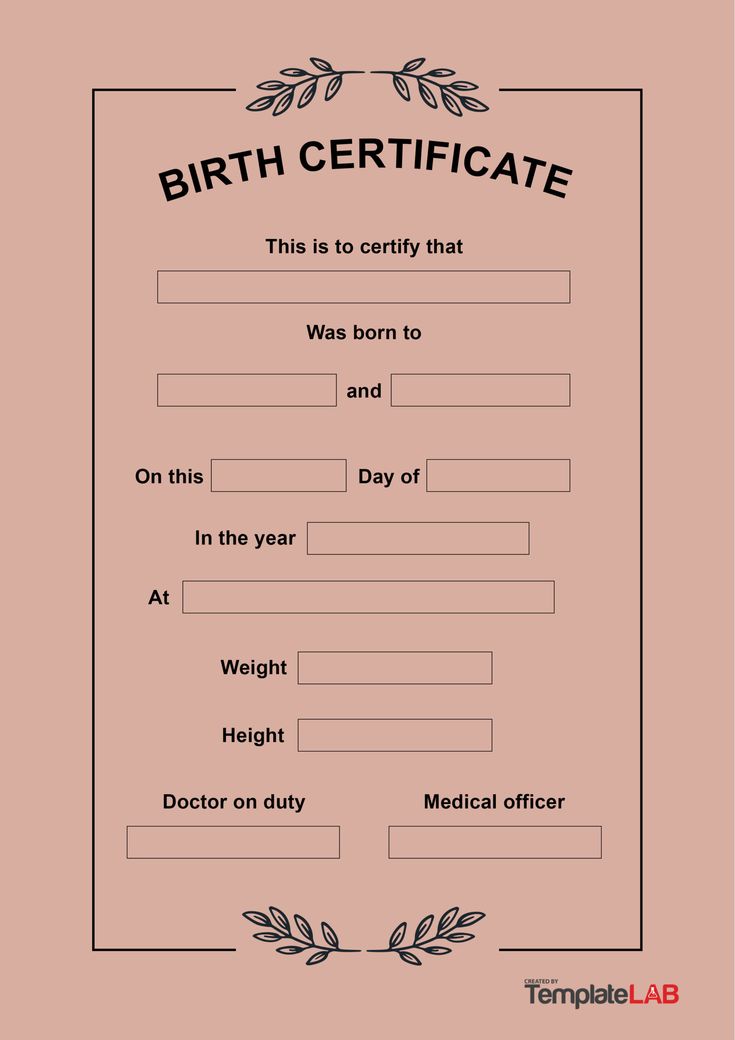 BIRTH CERTIFICATE
This is to certify that
Was born to
and
On this Day of
In the year
At
Weight
Height
Doctor on duty Medical officer
CREATED BY
TemplateLAB